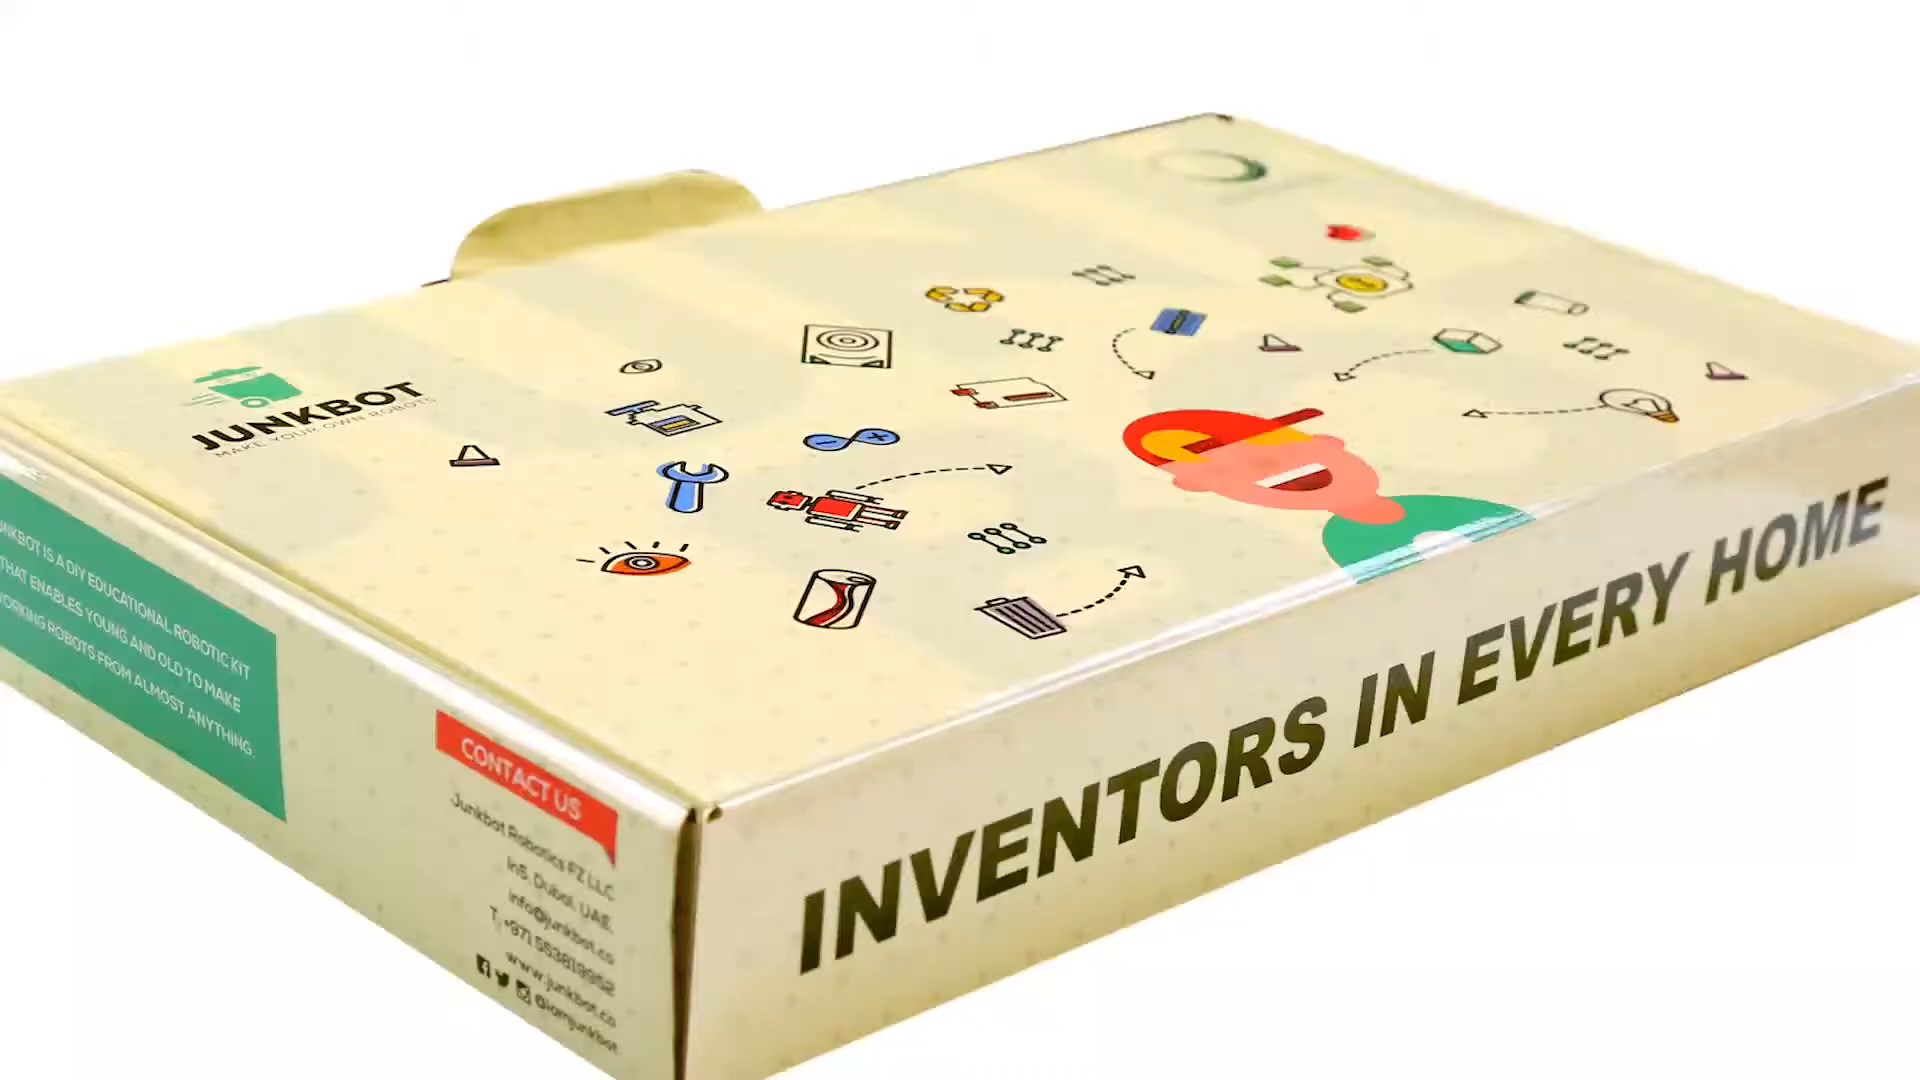 JUNKBOT
MAKE YOUR OWN ROBOTS
JUNKBOT IS A DIY EDUCATIONAL ROBOTIC KIT
THAT ENABLES YOUNG AND OLD TO MAKE
WORKING ROBOTS FROM ALMOST ANYTHING.
CONTACT US
Junkbot Robotics FZ LLC
In5, Dubai, UAE.
info@junkbot.co
T. +971 553819952
www.junkbot.co
@iamjunkbot
INVENTORS IN EVERY HOME